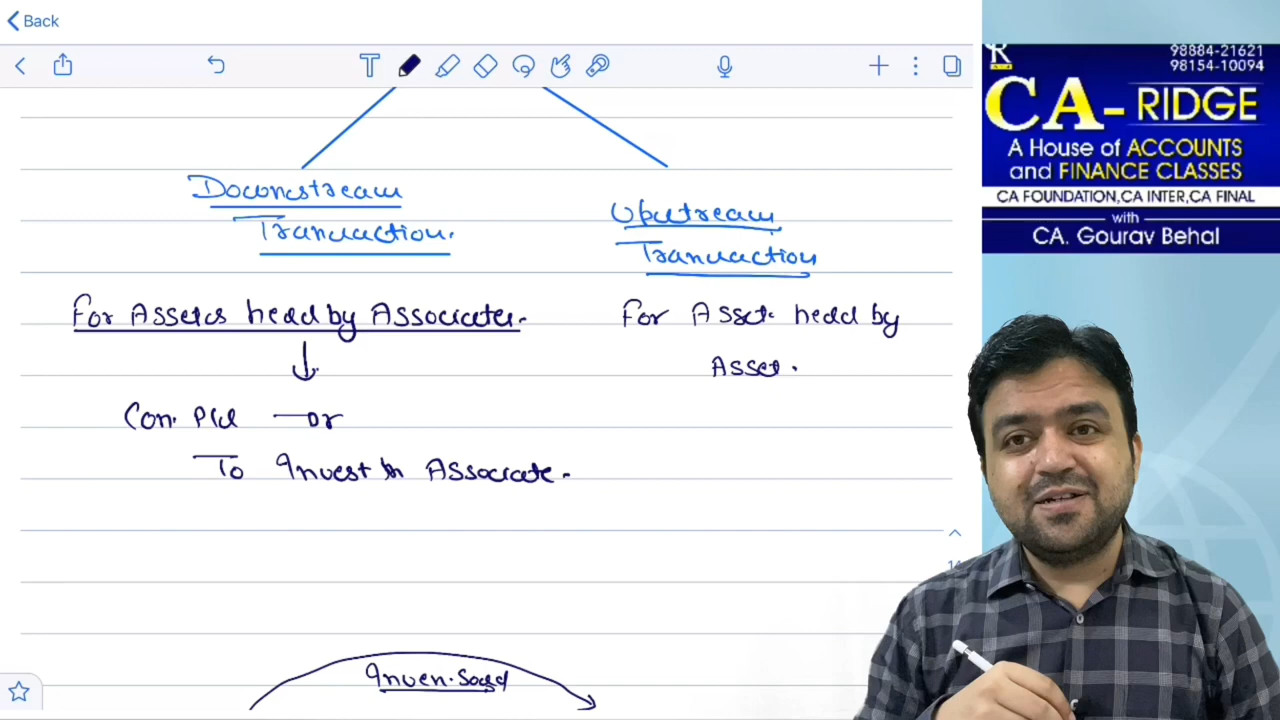 Back
Downstream
Transaction.
Upstream
Transaction
For Assets held by Associates.
For Asset held by
Asset.
Con. P&L —Dr
To Invest in Associate.
Inven. Sold
98884-21621
98154-10094
CA- RIDGE
A House of ACCOUNTS
and FINANCE CLASSES
CA FOUNDATION,CA INTER,CA FINAL
with
CA. Gourav Behal